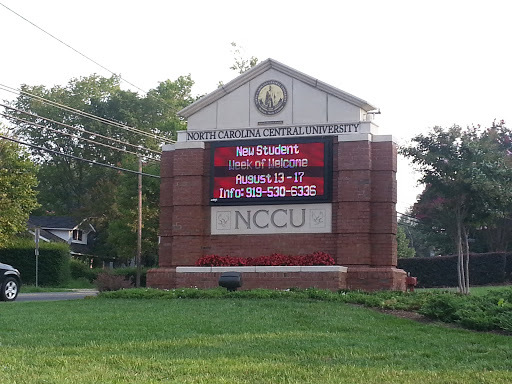 NORTH CAROLINA CENTRAL UNIVERSITY
New Student
Week of Welcome
August 13 - 17
Info: 919-530-6336
NCCU